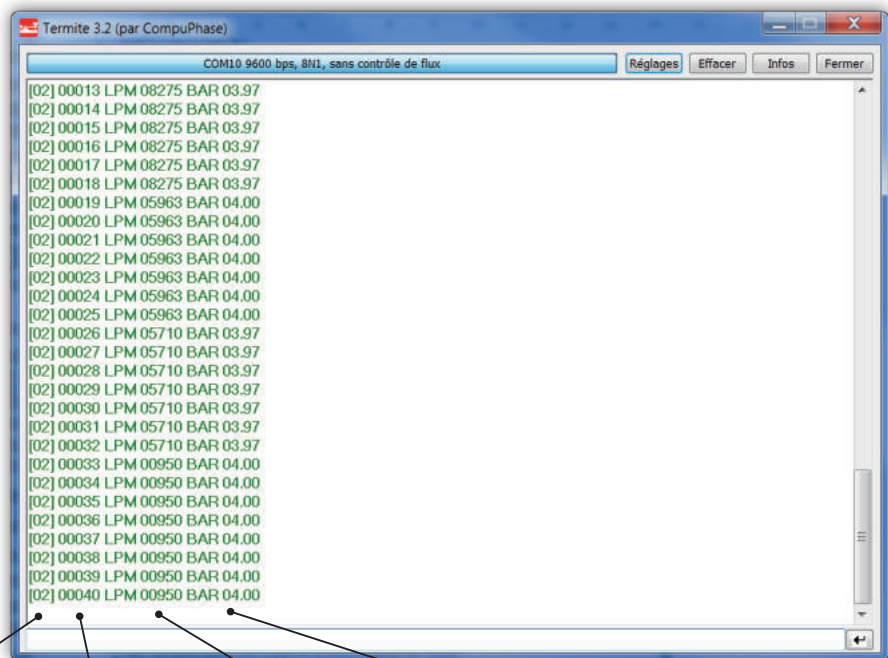 Termite 3.2 (par CompuPhase)
COM10 9600 bps, 8N1, sans contrôle de flux
Réglages
Effacer
Infos
Fermer
[02] 00013 LPM 08275 BAR 03.97
[02] 00014 LPM 08275 BAR 03.97
[02] 00015 LPM 08275 BAR 03.97
[02] 00016 LPM 08275 BAR 03.97
[02] 00017 LPM 08275 BAR 03.97
[02] 00018 LPM 08275 BAR 03.97
[02] 00019 LPM 05963 BAR 04.00
[02] 00020 LPM 05963 BAR 04.00
[02] 00021 LPM 05963 BAR 04.00
[02] 00022 LPM 05963 BAR 04.00
[02] 00023 LPM 05963 BAR 04.00
[02] 00024 LPM 05963 BAR 04.00
[02] 00025 LPM 05963 BAR 04.00
[02] 00026 LPM 05710 BAR 03.97
[02] 00027 LPM 05710 BAR 03.97
[02] 00028 LPM 05710 BAR 03.97
[02] 00029 LPM 05710 BAR 03.97
[02] 00030 LPM 05710 BAR 03.97
[02] 00031 LPM 05710 BAR 03.97
[02] 00032 LPM 05710 BAR 03.97
[02] 00033 LPM 00950 BAR 04.00
[02] 00034 LPM 00950 BAR 04.00
[02] 00035 LPM 00950 BAR 04.00
[02] 00036 LPM 00950 BAR 04.00
[02] 00037 LPM 00950 BAR 04.00
[02] 00038 LPM 00950 BAR 04.00
[02] 00039 LPM 00950 BAR 04.00
[02] 00040 LPM 00950 BAR 04.00